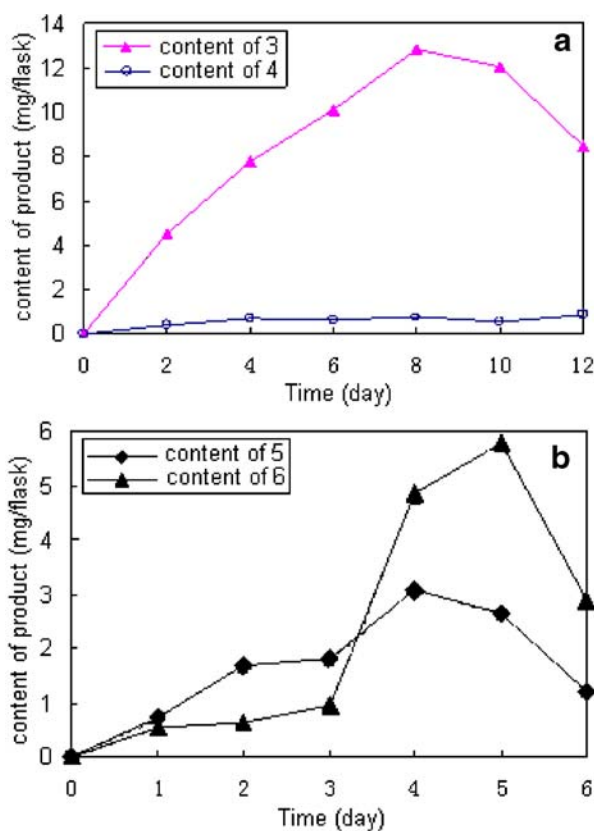 a
content of 3
content of 4
content of product (mg/flask)
14
12
10
8
6
4
2
0
0 2 4 6 8 10 12
Time (day)
b
content of 5
content of 6
content of product (mg/flask)
6
5
4
3
2
1
0
0 1 2 3 4 5 6
Time (day)